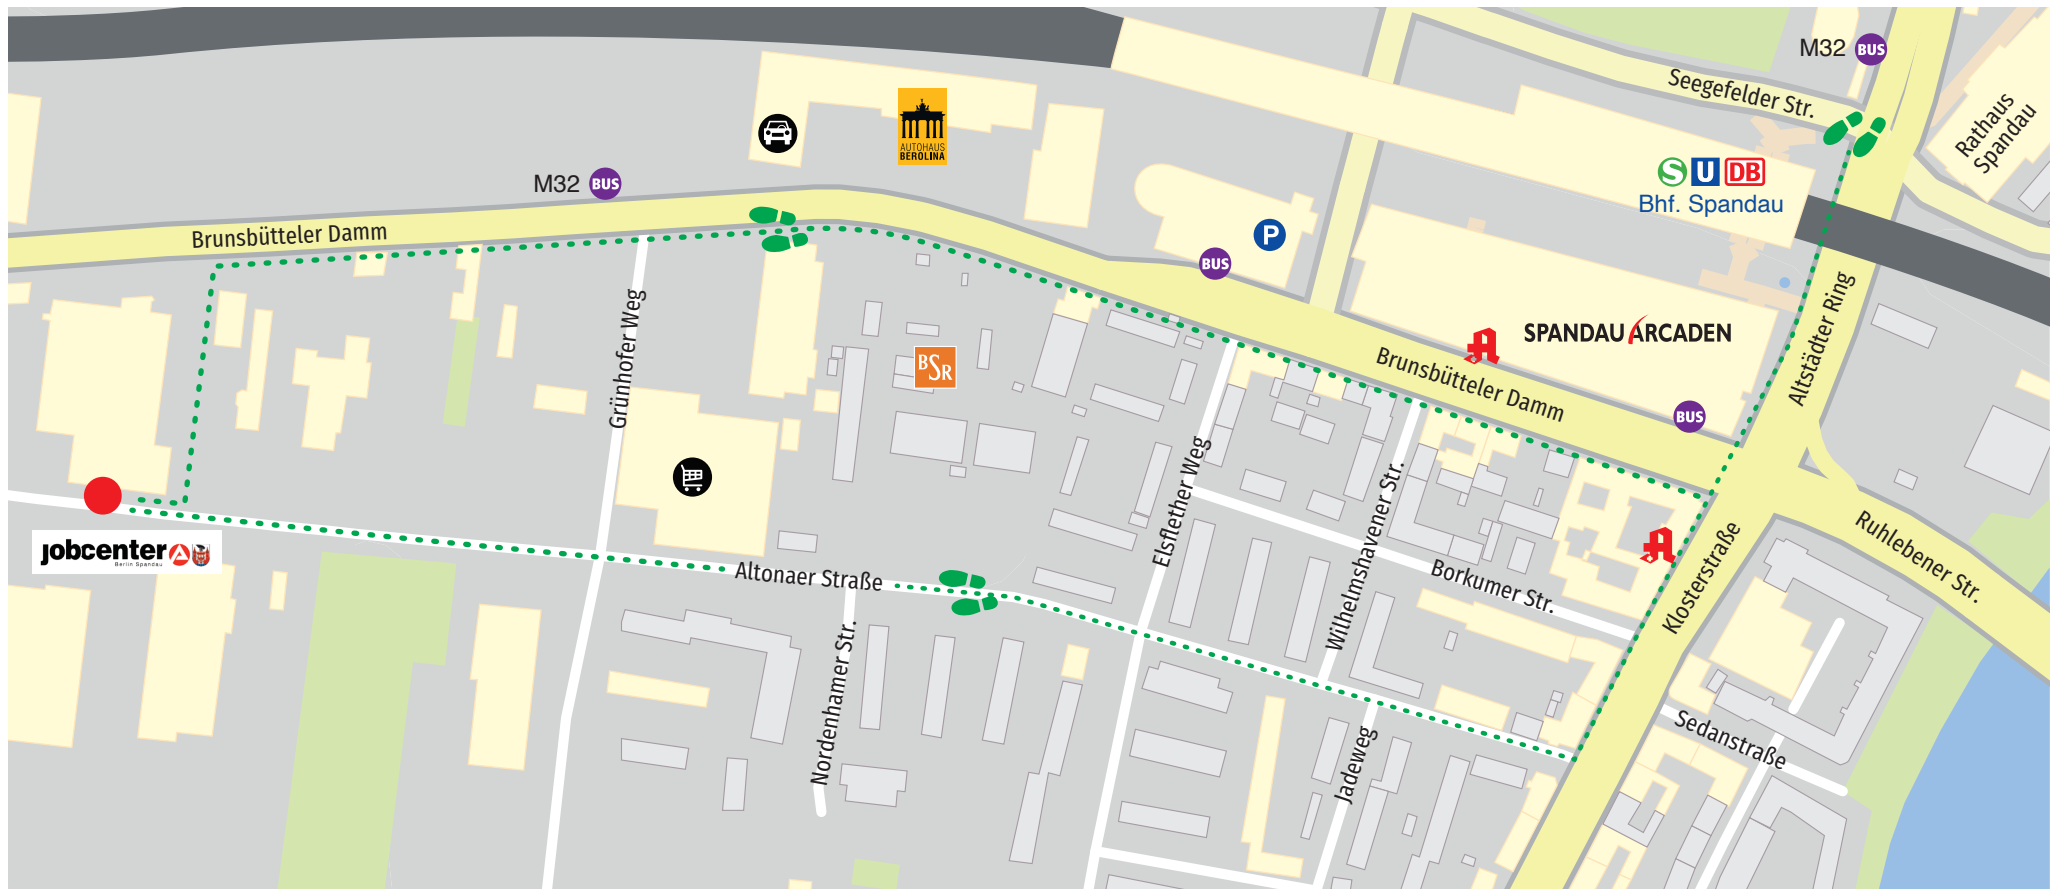 M32 BUS
Seegefelder Str.
Rathaus
Spandau
AUTOHAUS
BEROLINA
S U DB
Bhf. Spandau
M32 BUS
Brunsbütteler Damm
P
BUS
Altstädter Ring
Grünhofer Weg
A SPANDAU ARCADEN
BSR
Brunsbütteler Damm
BUS
Elsflether Weg
Wilhelmshavener Str.
A
Ruhlebener Str.
Klosterstraße
jobcenter
Berlin Spandau
Altonaer Straße
Borkumer Str.
Nordenhamer Str.
Jadeweg
Sedanstraße